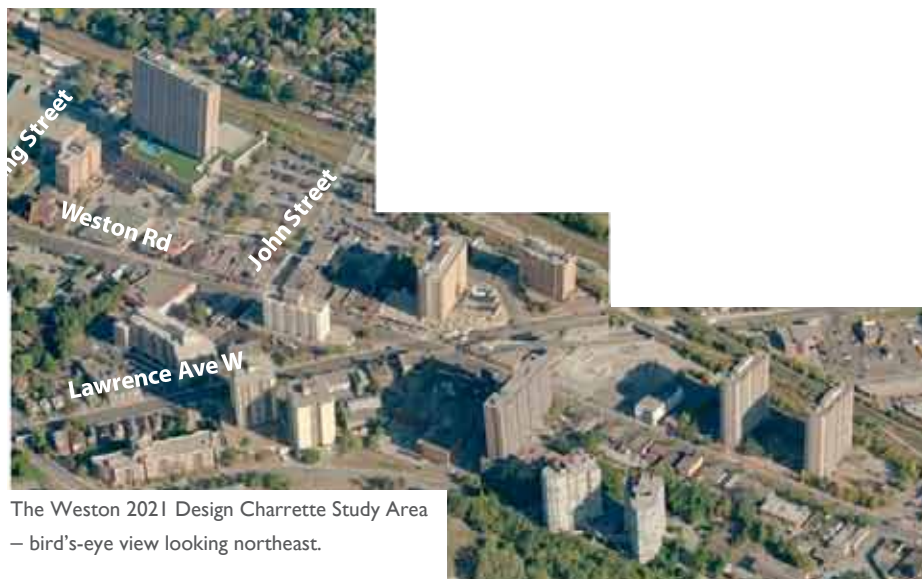 Weston Rd
John Street
Lawrence Ave W
The Weston 2021 Design Charrette Study Area
– bird's-eye view looking northeast.